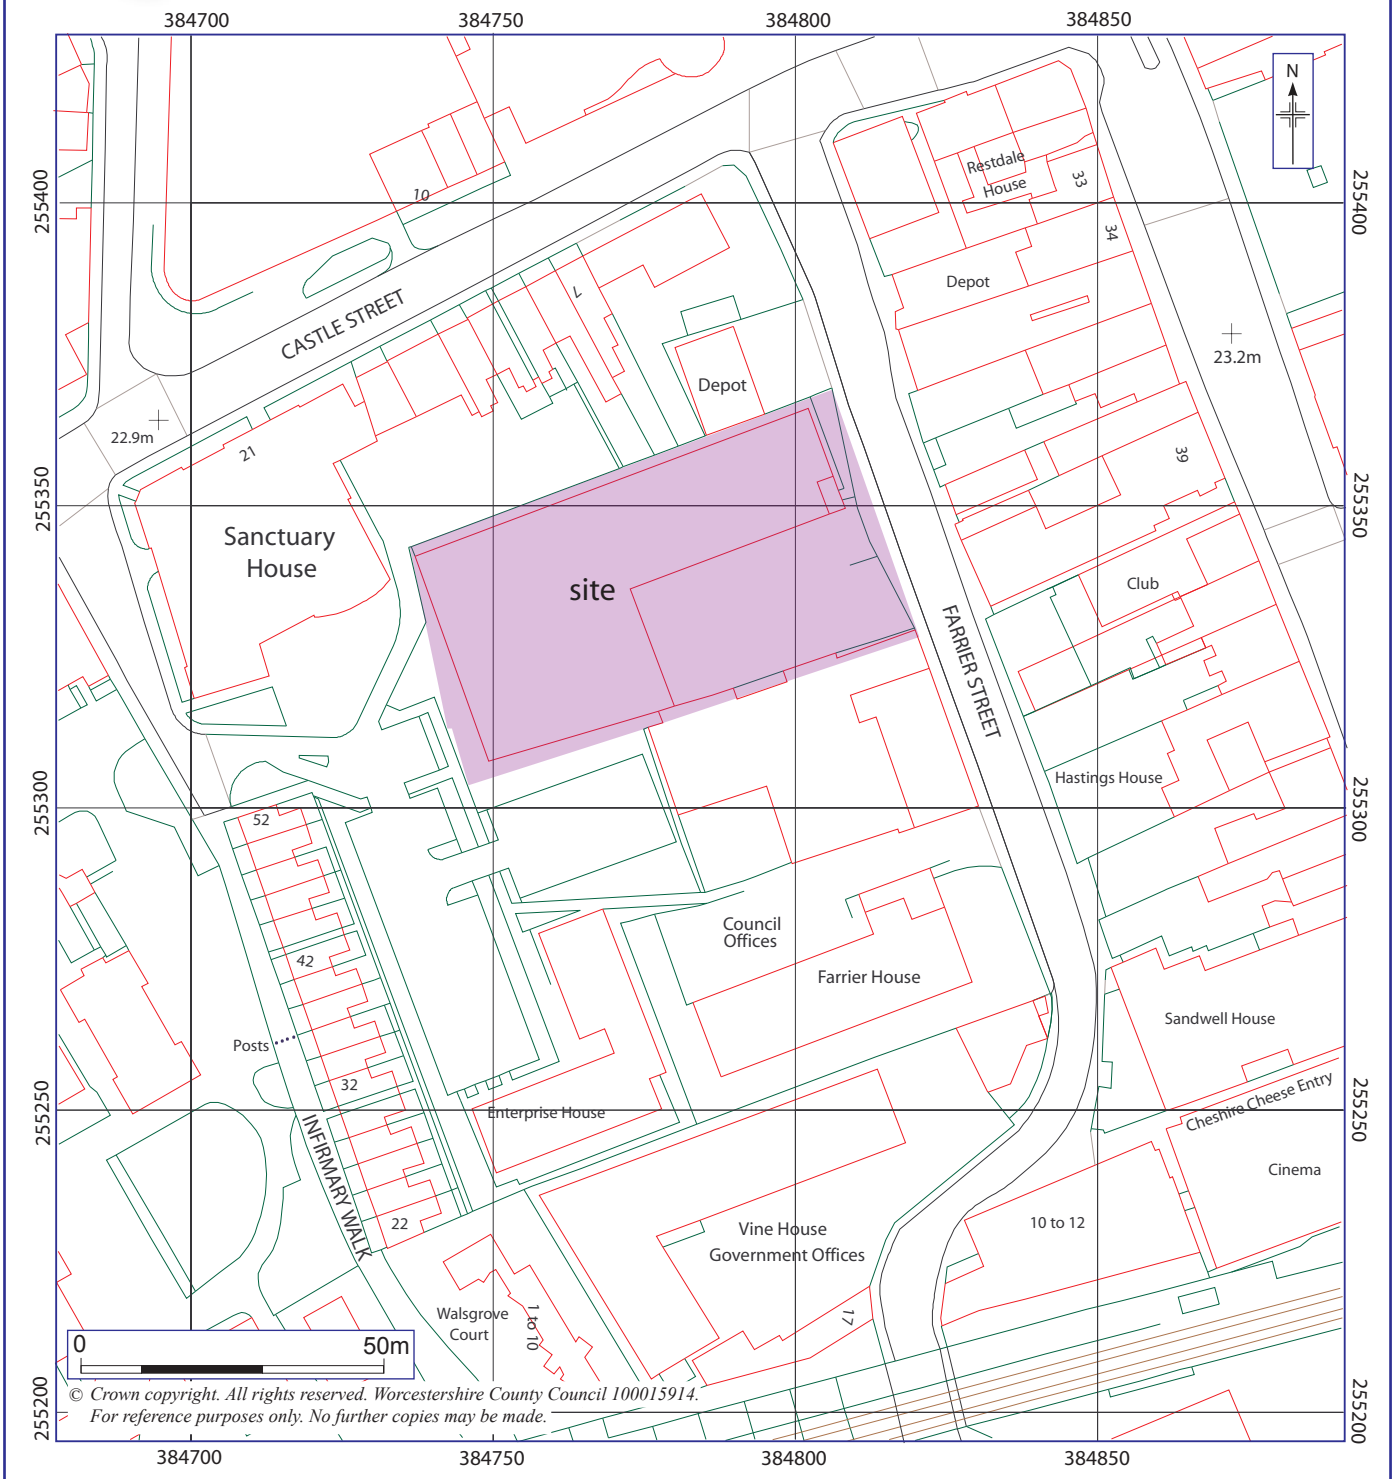 384700 384750 384800 384850
N
255400
255400
10
Restdale
House
33
34
7
Depot
CASTLE STREET
23.2m
Depot
22.9m
21
39
255350
255350
Sanctuary
House
site
Club
FARRIER STREET
Hastings House
255300
255300
52
Council
Offices
42
Farrier House
Sandwell House
Posts
32
Cheshire Cheese Entry
255250
255250
Enterprise House
INFIRMARY WALK
Cinema
22
10 to 12
Vine House
Government Offices
Walsgrove
Court
1 to 10
17
0 50m
© Crown copyright. All rights reserved. Worcestershire County Council 100015914.
For reference purposes only. No further copies may be made.
255200
255200
384700 384750 384800 384850